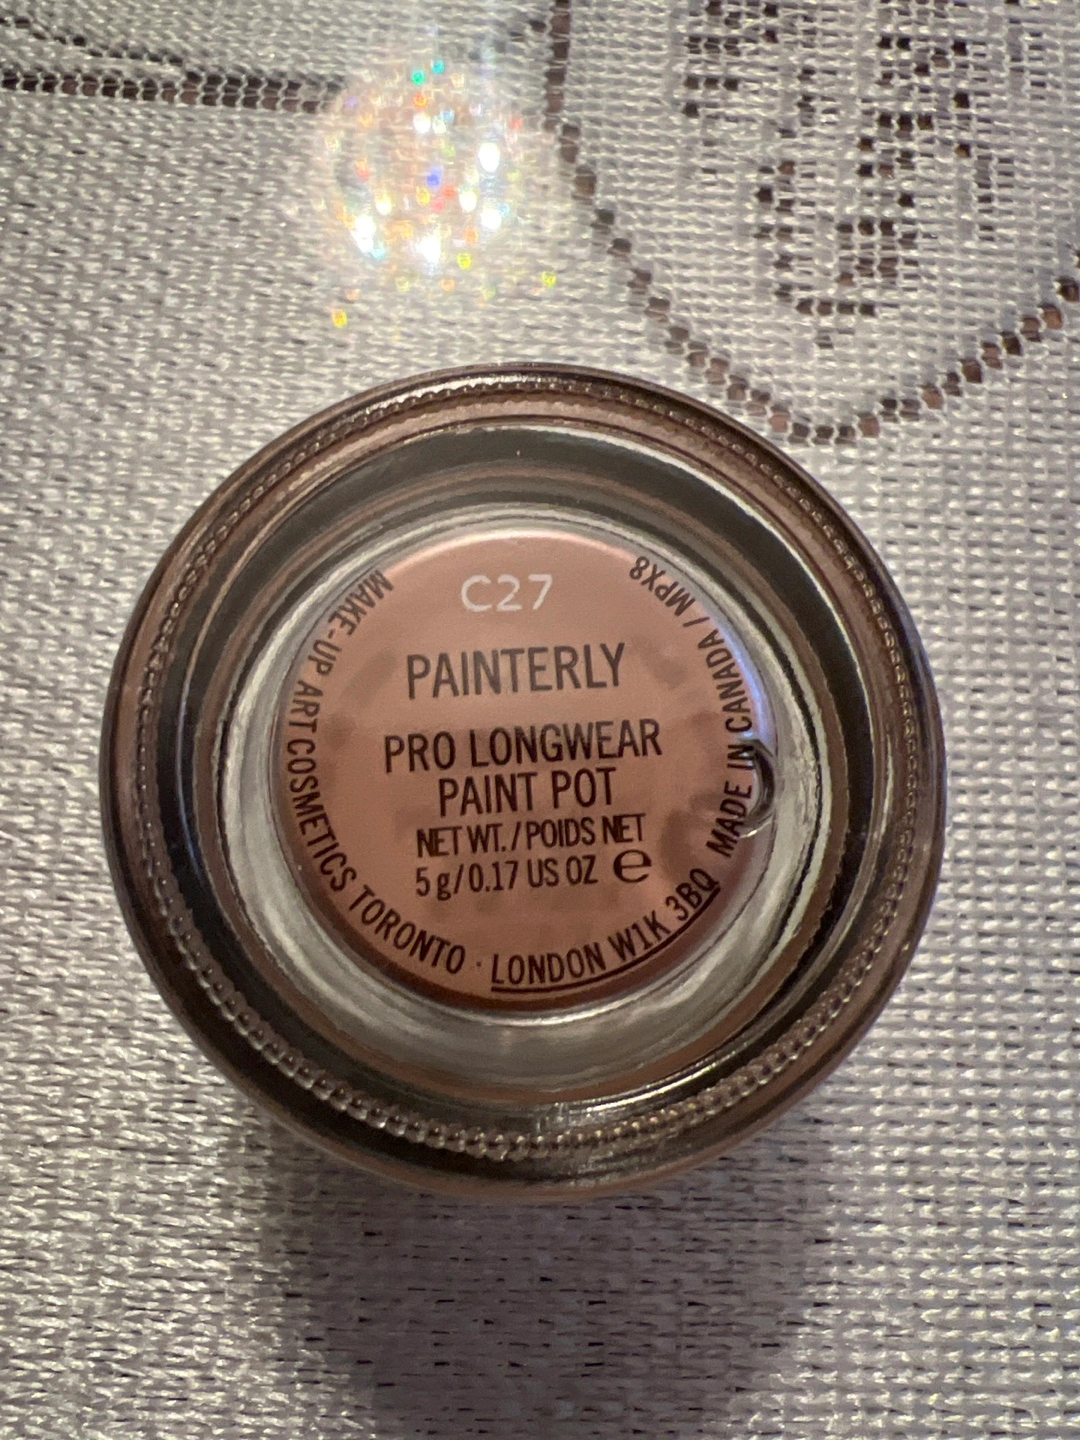 C27
PAINTERLY
PRO LONGWEAR
PAINT POT
NET WT./POIDS NET
5 g/0.17 US OZ e
MAKE-UP ART COSMETICS TORONTO · LONDON W1K 3BQ
MADE IN CANADA / MPX8